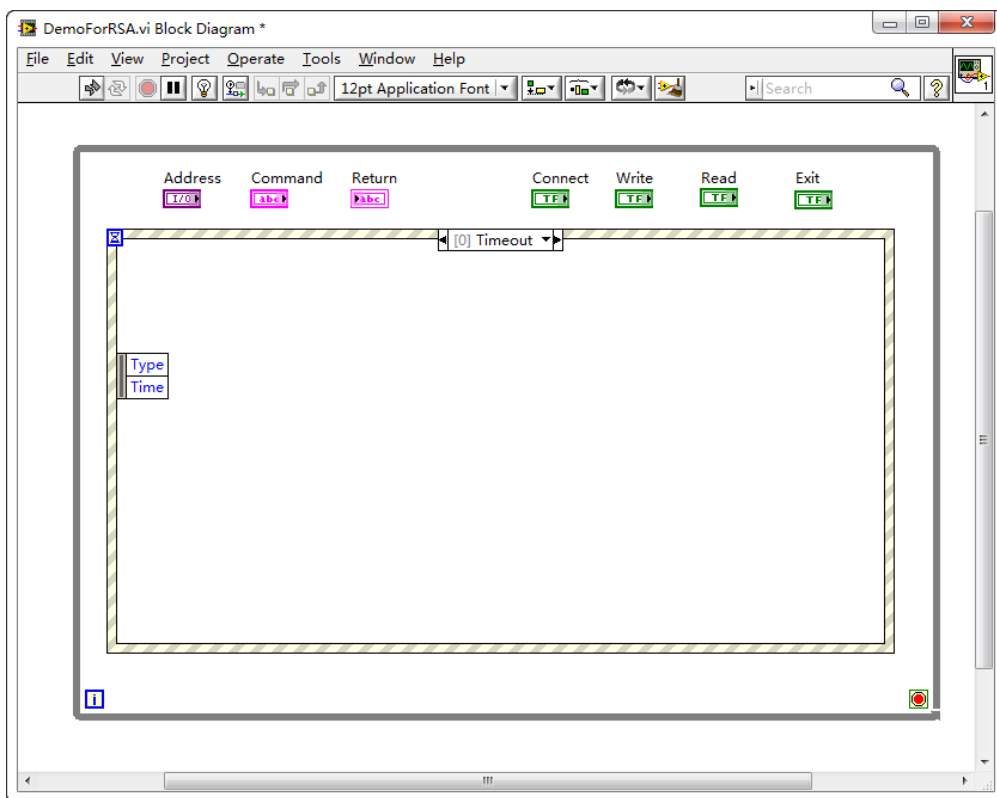 DemoForRSA.vi Block Diagram *
File Edit View Project Operate Tools Window Help
12pt Application Font Search ? 1
Address Command Return Connect Write Read Exit
I/O abc abc TF TF TF TF
[0] Timeout
Type
Time
i